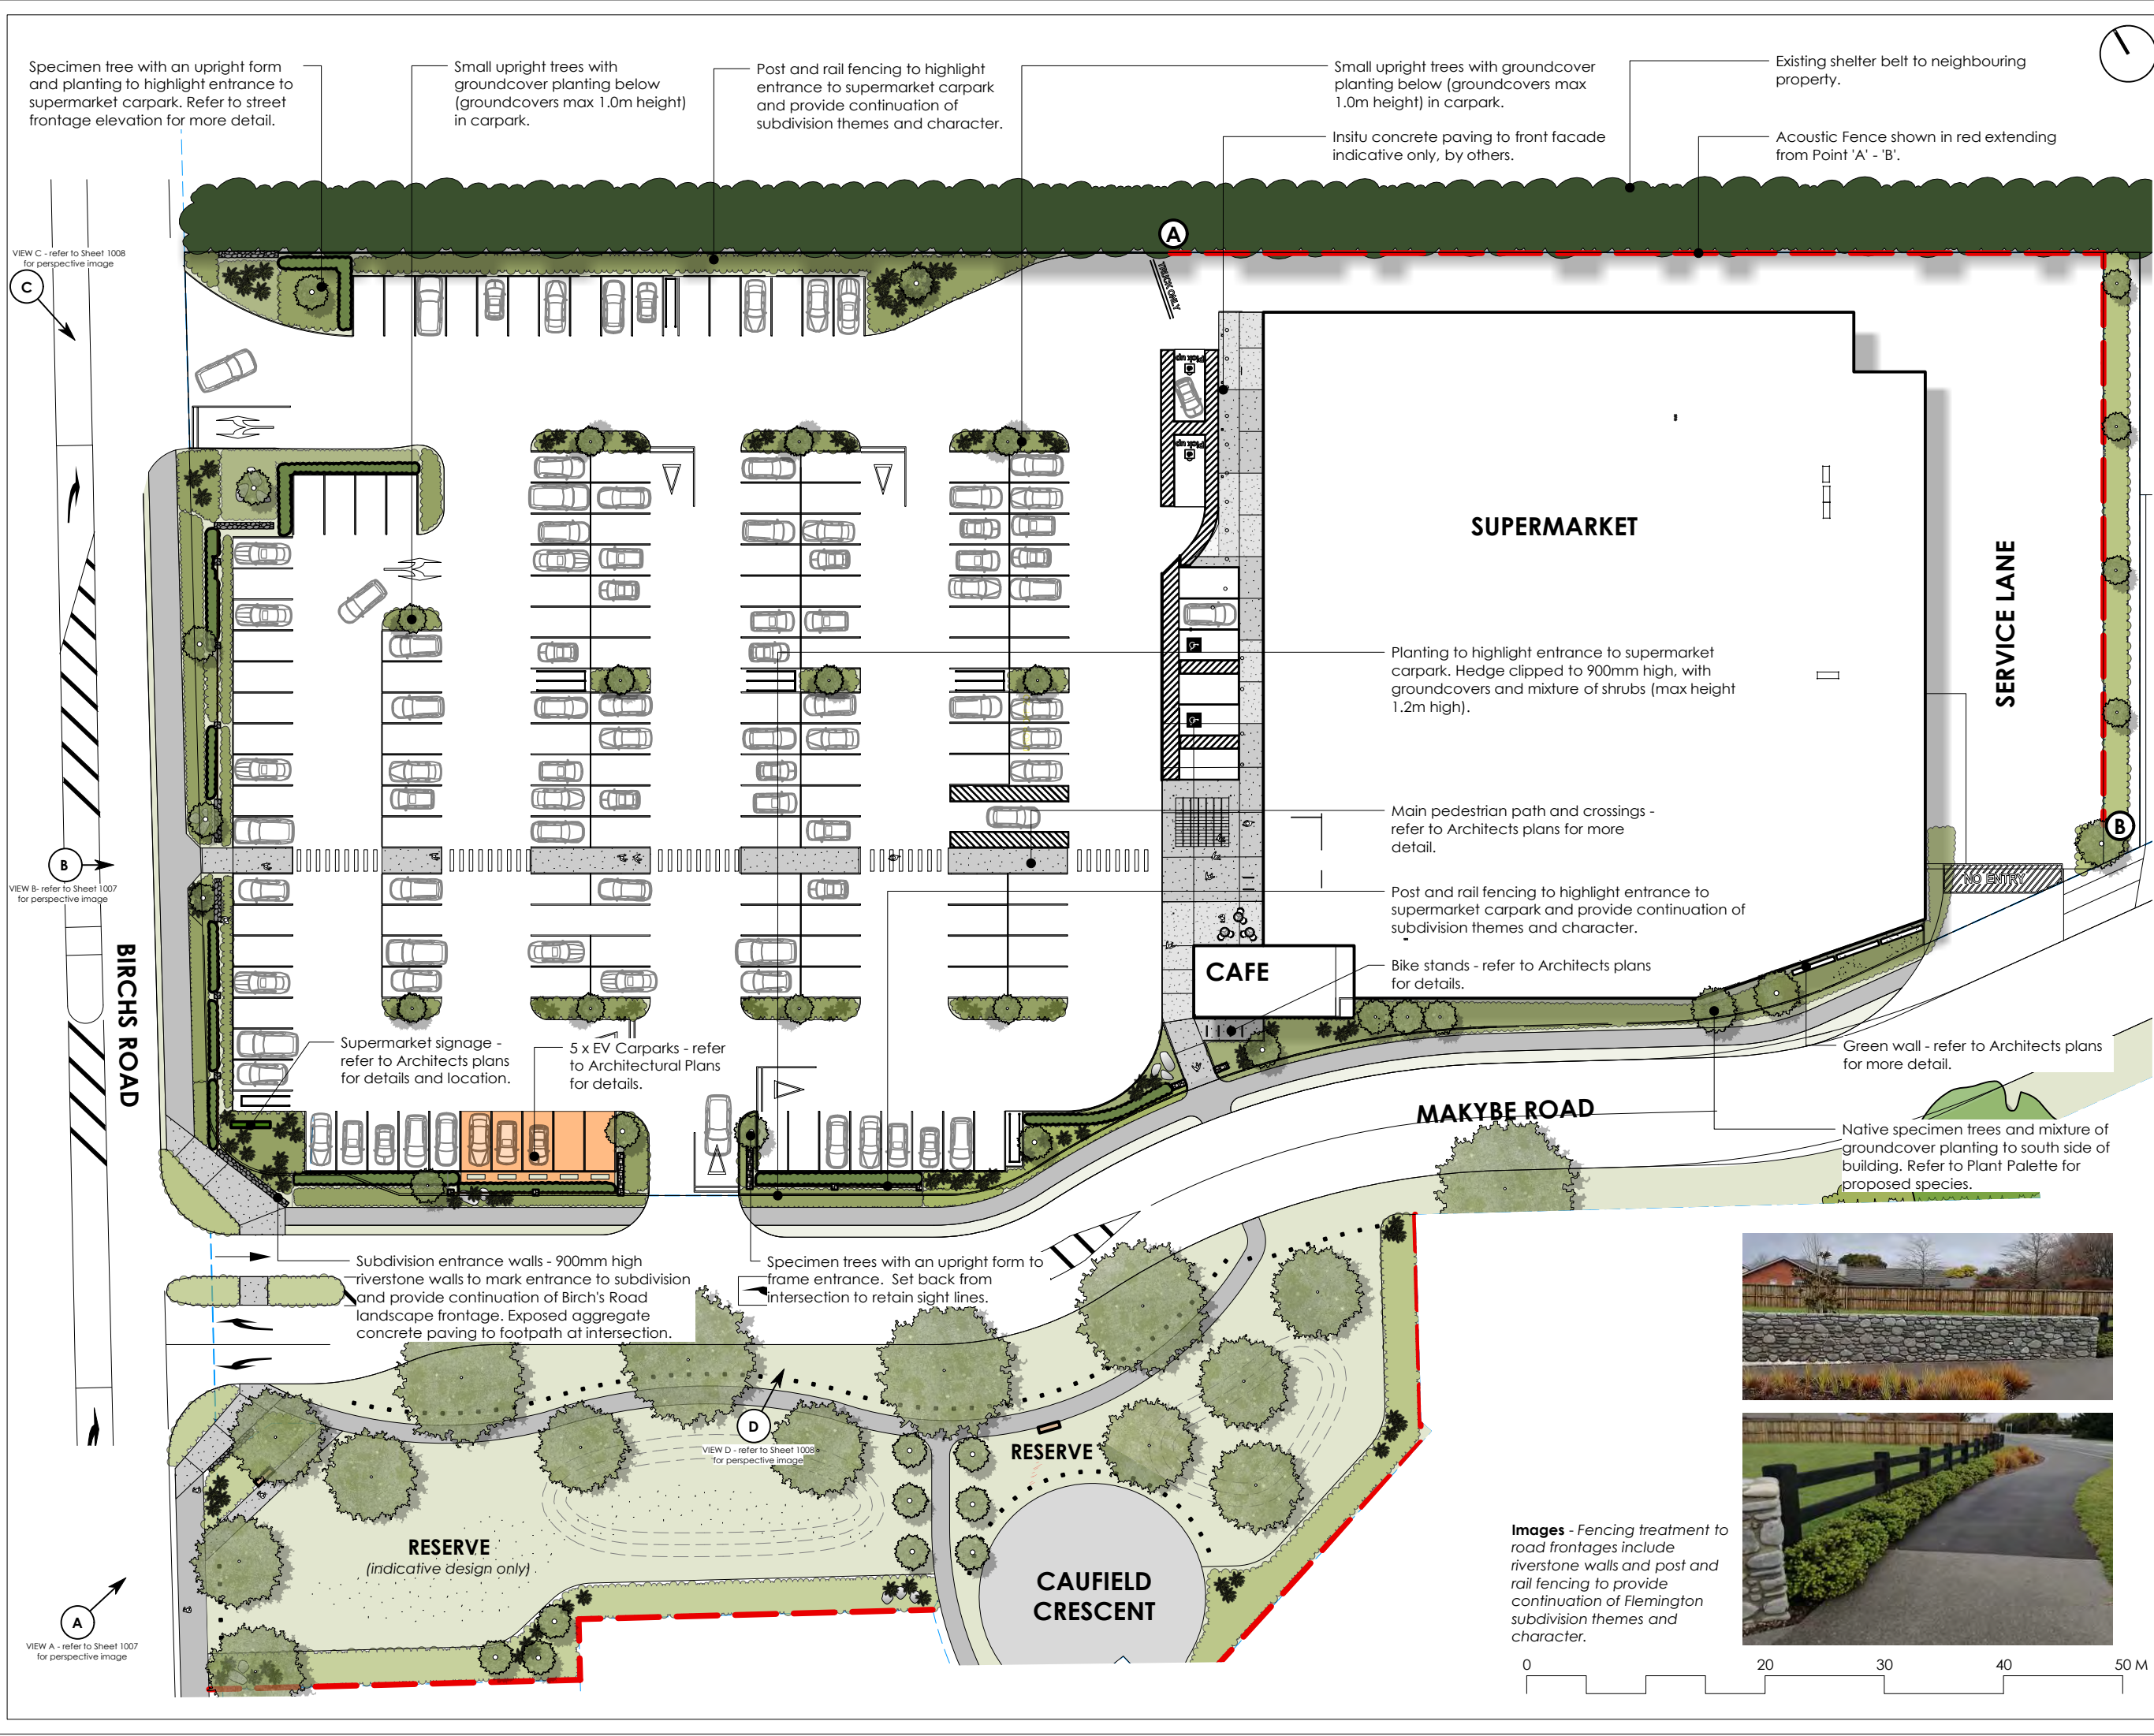 Specimen tree with an upright form
and planting to highlight entrance to
supermarket carpark. Refer to street
frontage elevation for more detail.
Small upright trees with
groundcover planting below
(groundcovers max 1.0m height)
in carpark.
Post and rail fencing to highlight
entrance to supermarket carpark
and provide continuation of
subdivision themes and character.
Small upright trees with groundcover
planting below (groundcovers max
1.0m height) in carpark.
Insitu concrete paving to front facade
indicative only, by others.
Existing shelter belt to neighbouring
property.
Acoustic Fence shown in red extending
from Point 'A' - 'B'.
A
VIEW C - refer to Sheet 1008
for perspective image
C
TRUCK ONLY
Pick up
Pick up
SUPERMARKET
SERVICE LANE
Planting to highlight entrance to supermarket
carpark. Hedge clipped to 900mm high, with
groundcovers and mixture of shrubs (max height
1.2m high).
Main pedestrian path and crossings -
refer to Architects plans for more
detail.
B
B
VIEW B- refer to Sheet 1007
for perspective image
NO ENTRY
Post and rail fencing to highlight entrance to
supermarket carpark and provide continuation of
subdivision themes and character.
BIRCHS ROAD
CAFE
Bike stands - refer to Architects plans
for details.
Supermarket signage -
refer to Architects plans
for details and location.
5 x EV Carparks - refer
to Architectural Plans
for details.
Green wall - refer to Architects plans
for more detail.
MAKYBE ROAD
Native specimen trees and mixture of
groundcover planting to south side of
building. Refer to Plant Palette for
proposed species.
Subdivision entrance walls - 900mm high
riverstone walls to mark entrance to subdivision
and provide continuation of Birch's Road
landscape frontage. Exposed aggregate
concrete paving to footpath at intersection.
Specimen trees with an upright form to
frame entrance. Set back from
intersection to retain sight lines.
D
VIEW D - refer to Sheet 1008
for perspective image
RESERVE
RESERVE
(indicative design only)
CAUFIELD
CRESCENT
A
VIEW A - refer to Sheet 1007
for perspective image
Images - Fencing treatment to
road frontages include
riverstone walls and post and
rail fencing to provide
continuation of Flemington
subdivision themes and
character.
0 20 30 40 50 M